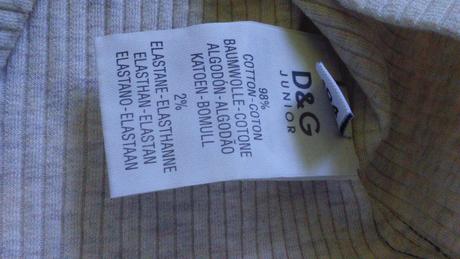 D&G
JUNIOR
98%
COTTON-COTON
BAUMWOLLE-COTONE
ALGODÓN-ALGODÃO
KATOEN-BOMULL
2%
ELASTANE-ELASTHANNE
ELASTHAN-ELASTAN
ELASTANO-ELASTAAN